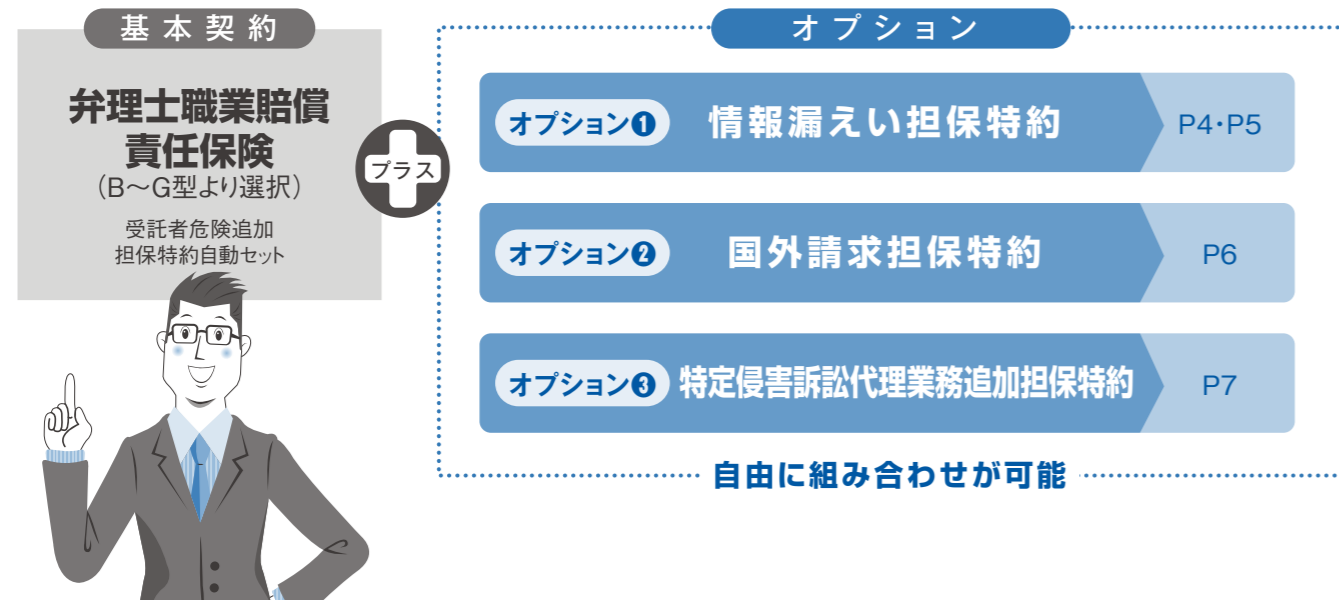 基本契約
弁理士職業賠償
責任保険
（B～G型より選択）
受託者危険追加
担保特約自動セット
プラス
オプション
オプション❶ 情報漏えい担保特約 P4・P5
オプション❷ 国外請求担保特約 P6
オプション❸ 特定侵害訴訟代理業務追加担保特約 P7
自由に組み合わせが可能